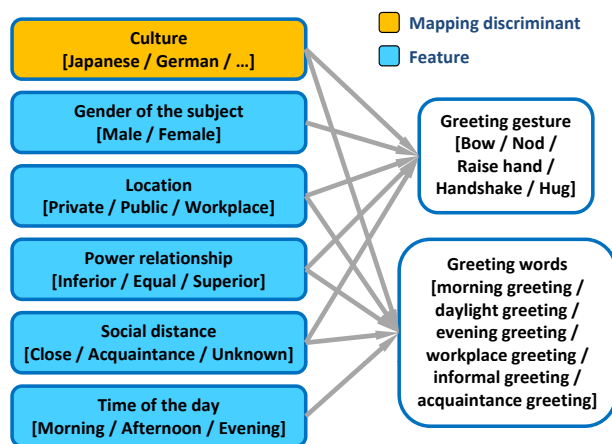 Mapping discriminant
Feature
Culture
[Japanese / German / ...]
Gender of the subject
[Male / Female]
Location
[Private / Public / Workplace]
Power relationship
[Inferior / Equal / Superior]
Social distance
[Close / Acquaintance / Unknown]
Time of the day
[Morning / Afternoon / Evening]
Greeting gesture
[Bow / Nod /
Raise hand /
Handshake / Hug]
Greeting words
[morning greeting /
daylight greeting /
evening greeting /
workplace greeting /
informal greeting /
acquaintance greeting]